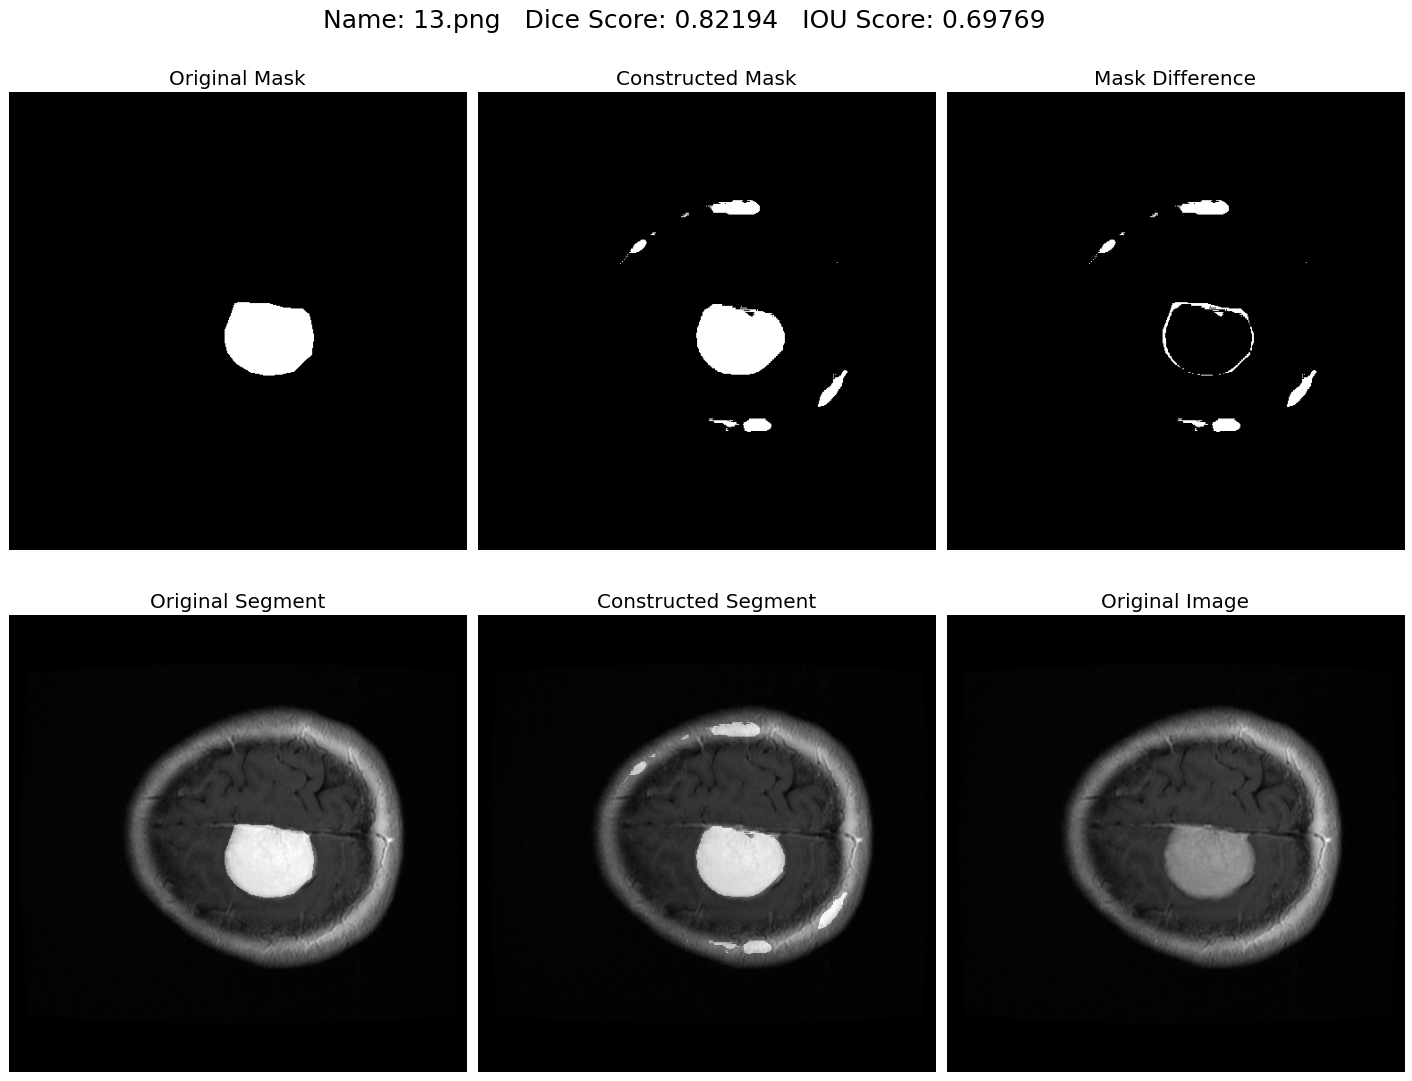 Name: 13.png   Dice Score: 0.82194   IOU Score: 0.69769
Original Mask
Constructed Mask
Mask Difference
Original Segment
Constructed Segment
Original Image